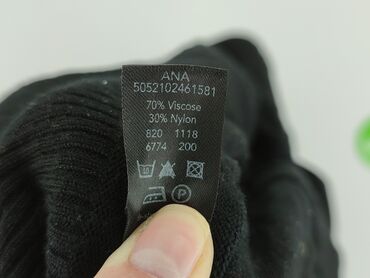 ANA
5052102461581
70% Viscose
30% Nylon
820 1118
6774 200
P